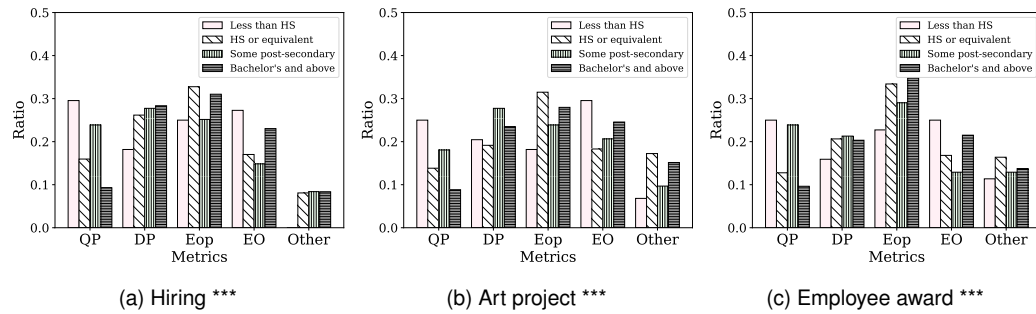 0.5
0.4
0.3
0.2
0.1
0.0
Ratio
Less than HS
HS or equivalent
Some post-secondary
Bachelor's and above
QP DP Eop EO Other
Metrics
(a) Hiring ***
0.5
0.4
0.3
0.2
0.1
0.0
Ratio
Less than HS
HS or equivalent
Some post-secondary
Bachelor's and above
QP DP Eop EO Other
Metrics
(b) Art project ***
0.5
0.4
0.3
0.2
0.1
0.0
Ratio
Less than HS
HS or equivalent
Some post-secondary
Bachelor's and above
QP DP Eop EO Other
Metrics
(c) Employee award ***